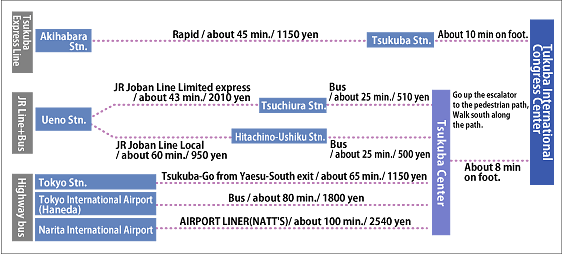 Tsukuba
Express Line
Akihabara
Stn.
Rapid / about 45 min./ 1150 yen
Tsukuba Stn.
About 10 min on foot.
Tukuba International
Congress Center
JR Line+Bus
Ueno Stn.
JR Joban Line Limited express
/ about 43 min./ 2010 yen
Tsuchiura Stn.
Bus
/ about 25 min./ 510 yen
JR Joban Line Local
/ about 60 min./ 950 yen
Hitachino-Ushiku Stn.
Bus
/ about 25 min./ 500 yen
Tsukuba Center
Go up the escalator
to the pedestrian path,
Walk south along
the path.
About 8 min
on foot.
Highway bus
Tokyo Stn.
Tsukuba-Go from Yaesu-South exit / about 65 min./ 1150 yen
Tokyo International Airport
(Haneda)
Bus / about 80 min./ 1800 yen
Narita International Airport
AIRPORT LINER(NATT'S)/ about 100 min./ 2540 yen